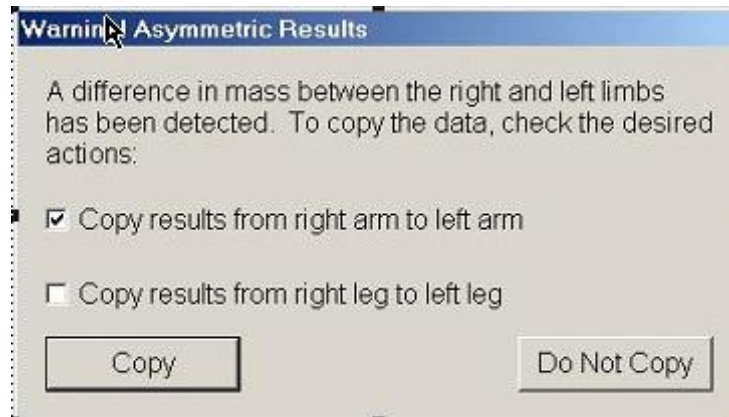 Warning! Asymmetric Results
A difference in mass between the right and left limbs
has been detected. To copy the data, check the desired
actions:
Copy results from right arm to left arm
Copy results from right leg to left leg
Copy
Do Not Copy